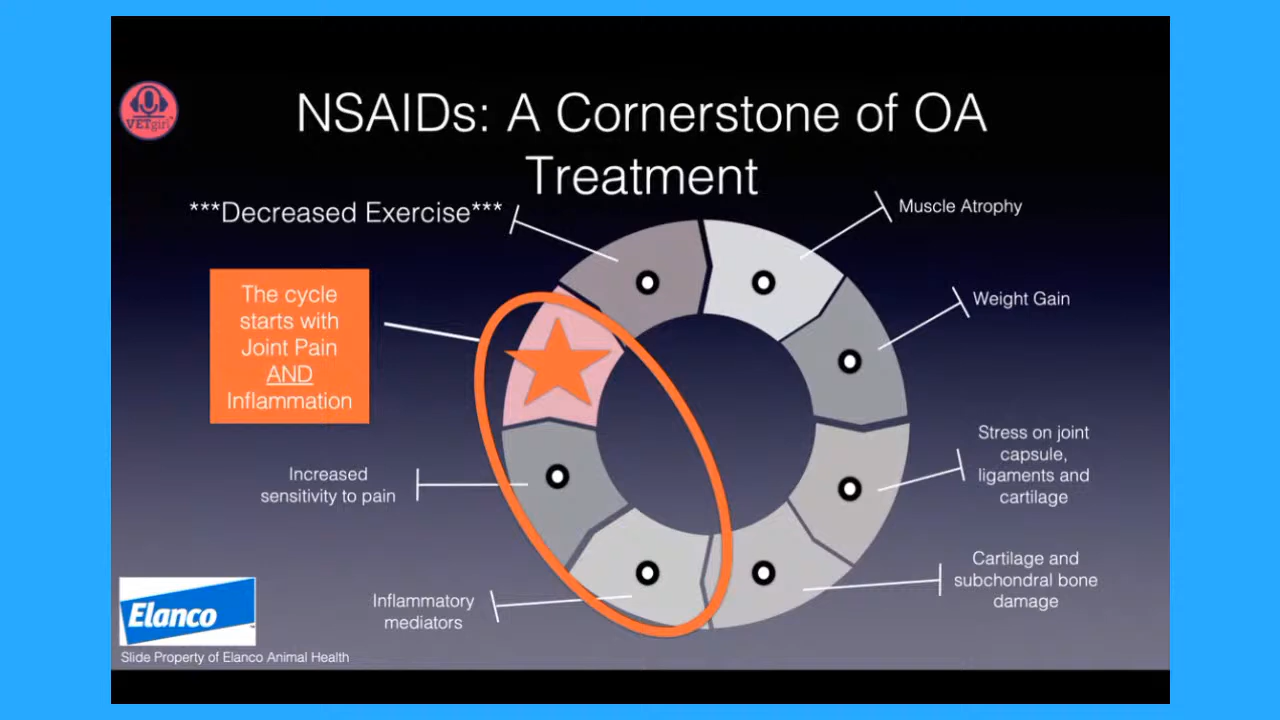 VETgirl
NSAIDs: A Cornerstone of OA
Treatment
***Decreased Exercise***
Muscle Atrophy
The cycle
starts with
Joint Pain
AND
Inflammation
Weight Gain
Stress on joint
capsule,
ligaments and
cartilage
Increased
sensitivity to pain
Cartilage and
subchondral bone
damage
Inflammatory
mediators
Elanco
Slide Property of Elanco Animal Health